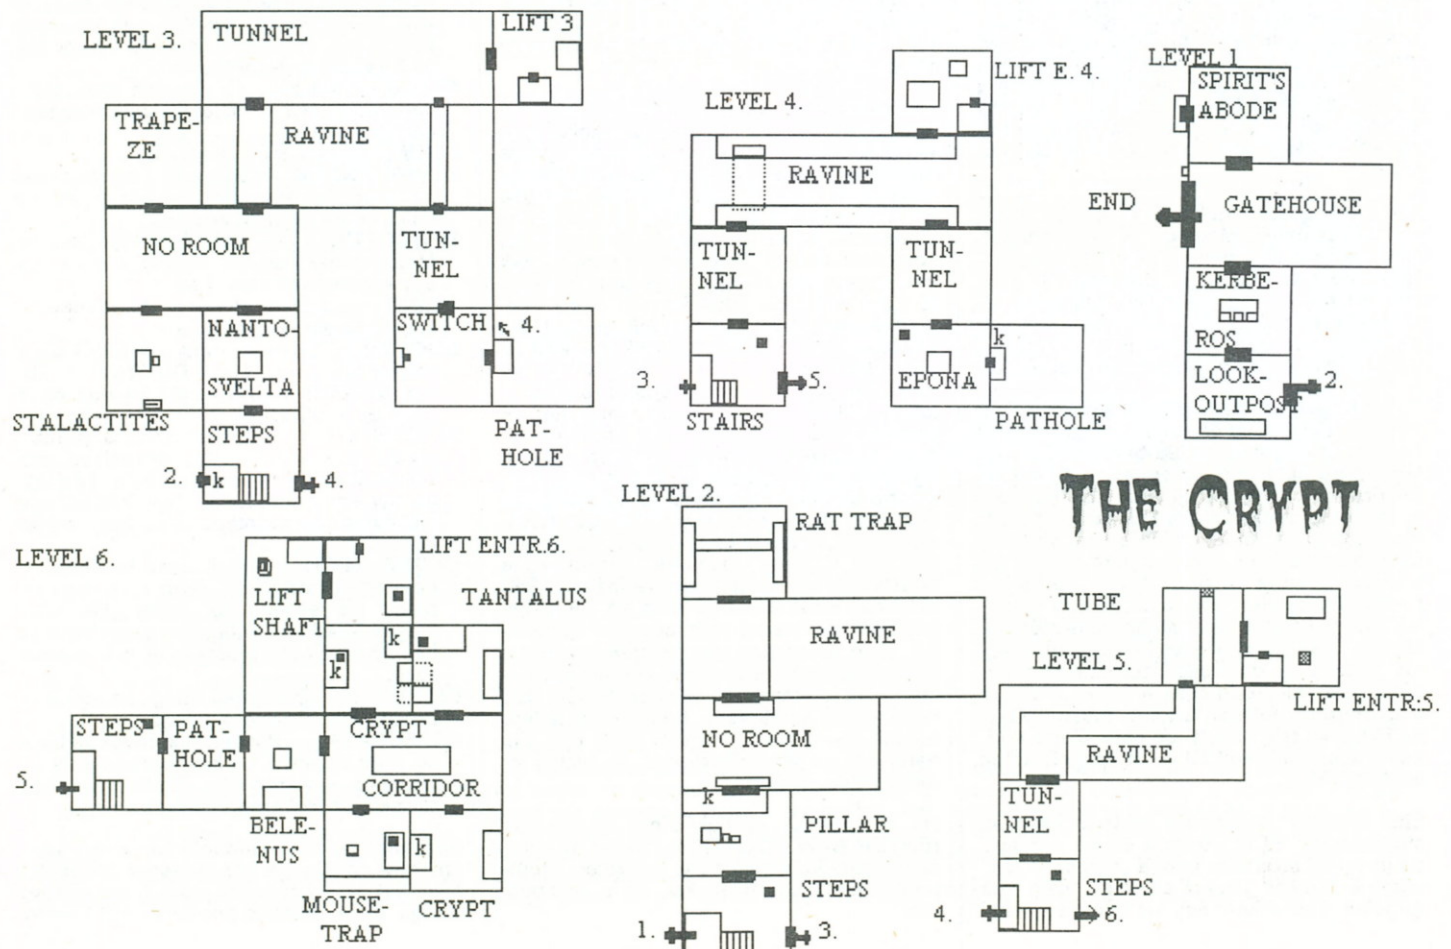 LEVEL 3.
TUNNEL
LIFT 3
TRAPE-
ZE
RAVINE
NO ROOM
TUN-
NEL
NANTO-
SVELTA
SWITCH
4.
STALACTITES
STEPS
PAT-
HOLE
2.
k
4.
LEVEL 4.
LIFT E. 4.
RAVINE
TUN-
NEL
TUN-
NEL
k
EPONA
3.
5.
STAIRS
PATHOLE
LEVEL 1
SPIRIT'S
ABODE
END
GATEHOUSE
KERBE-
ROS
LOOK-
OUTPOST
2.
THE CRYPT
LEVEL 6.
LIFT ENTR.6.
LIFT
SHAFT
TANTALUS
k
k
STEPS
PAT-
HOLE
CRYPT
CORRIDOR
5.
BELE-
NUS
k
MOUSE-
TRAP
CRYPT
LEVEL 2.
RAT TRAP
RAVINE
NO ROOM
k
PILLAR
STEPS
1.
3.
TUBE
LEVEL 5.
LIFT ENTR:5.
RAVINE
TUN-
NEL
STEPS
4.
6.